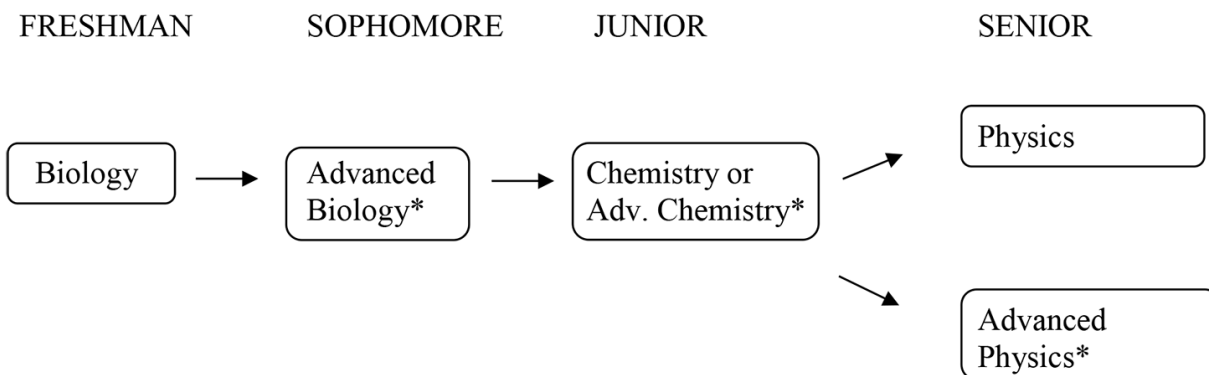 FRESHMAN SOPHOMORE JUNIOR SENIOR
Biology
Advanced
Biology*
Chemistry or
Adv. Chemistry*
Physics
Advanced
Physics*